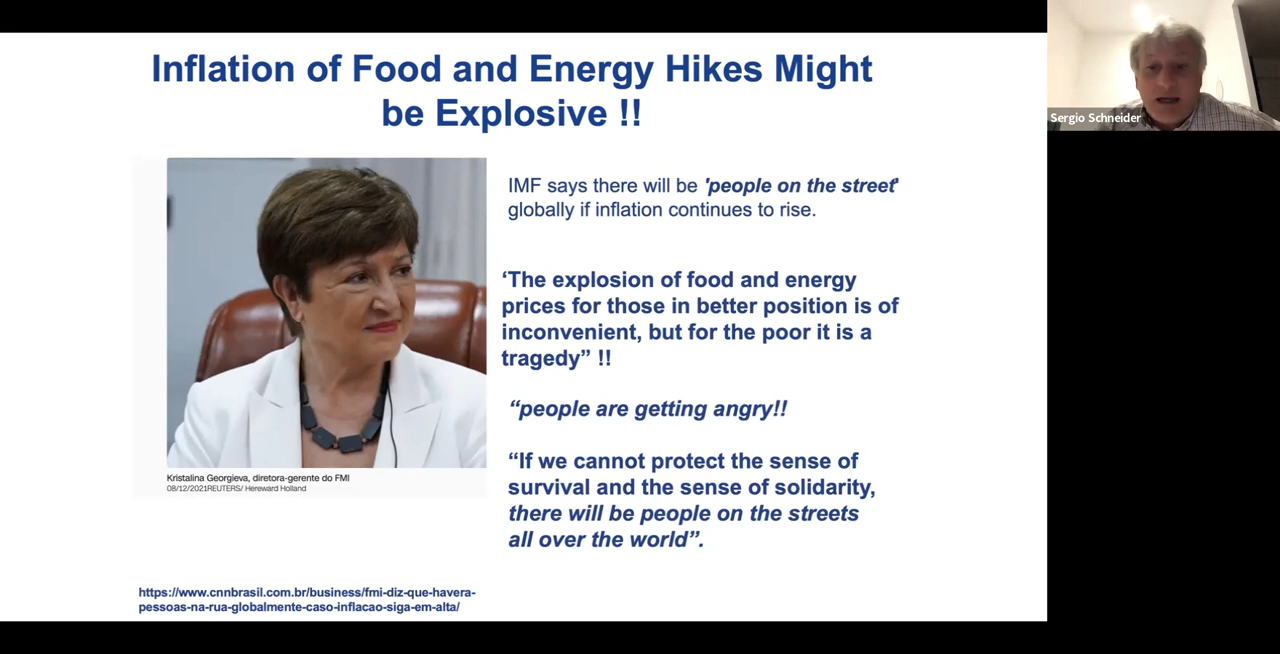 Inflation of Food and Energy Hikes Might
be Explosive !!
IMF says there will be 'people on the street'
globally if inflation continues to rise.
‘The explosion of food and energy
prices for those in better position is of
inconvenient, but for the poor it is a
tragedy” !!
“people are getting angry!!
“If we cannot protect the sense of
survival and the sense of solidarity,
there will be people on the streets
all over the world”.
Kristalina Georgieva, diretora-gerente do FMI
08/12/2021REUTERS/ Hereward Holland
https://www.cnnbrasil.com.br/business/fmi-diz-que-havera-
pessoas-na-rua-globalmente-caso-inflacao-siga-em-alta/
Sergio Schneider